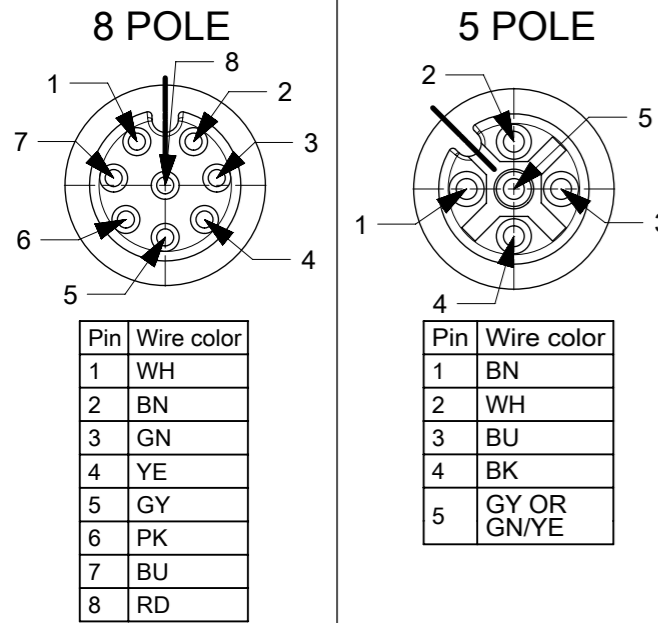 8 POLE
8
1
2
7
3
6
4
5
Pin Wire color
1 WH
2 BN
3 GN
4 YE
5 GY
6 PK
7 BU
8 RD
5 POLE
2
5
1
3
4
Pin Wire color
1 BN
2 WH
3 BU
4 BK
5 GY OR
GN/YE